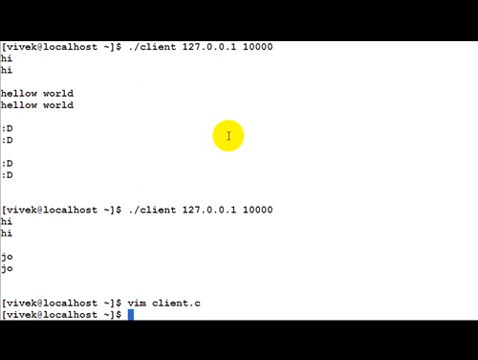 [vivek@localhost ~]$ ./client 127.0.0.1 10000
hi
hi
hellow world
hellow world
:D
:D
:D
:D
[vivek@localhost ~]$ ./client 127.0.0.1 10000
hi
hi
jo
jo
[vivek@localhost ~]$ vim client.c
[vivek@localhost ~]$